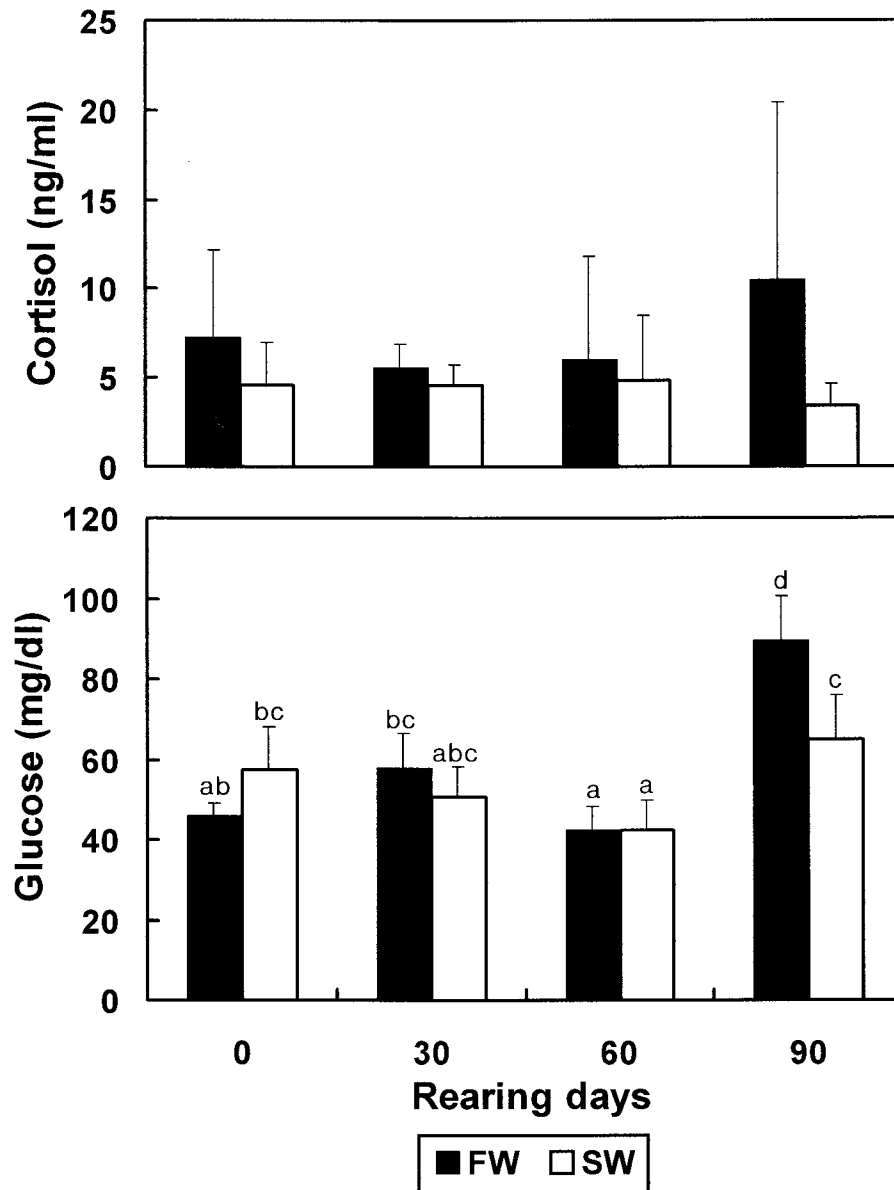 Cortisol (ng/ml)
25
20
15
10
5
0
Glucose (mg/dl)
120
100
80
60
40
20
0
ab
bc
bc
abc
a
a
d
c
0
30
60
90
Rearing days
FW
SW